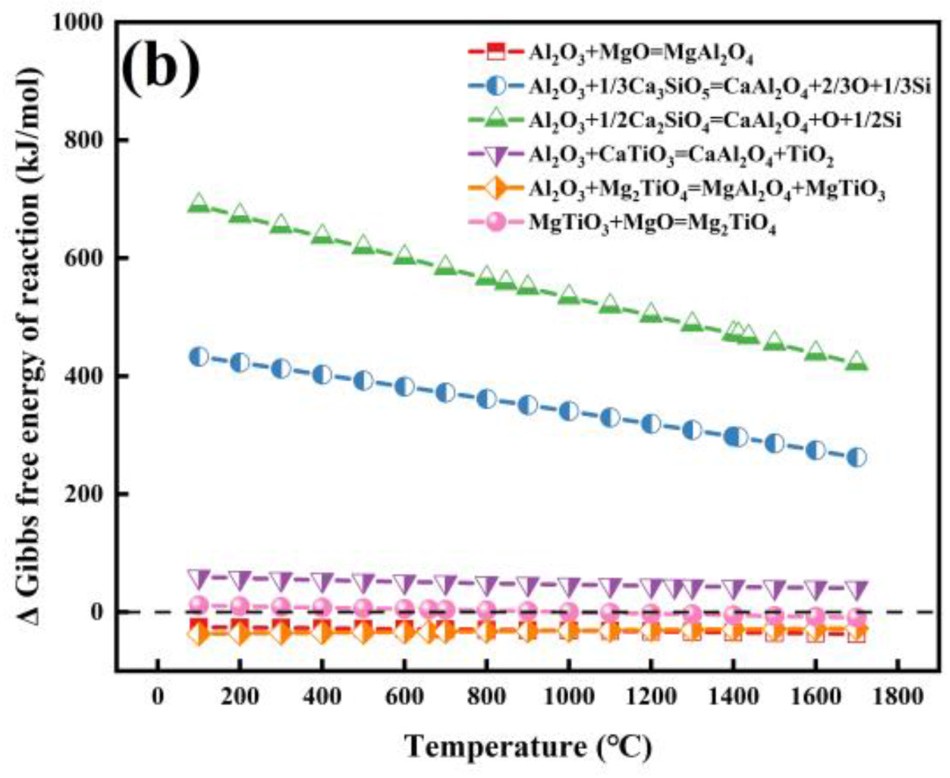 1000
800
600
400
200
0
Δ Gibbs free energy of reaction (kJ/mol)
(b)
Al₂O₃+MgO=MgAl₂O₄
Al₂O₃+1/3Ca₃SiO₅=CaAl₂O₄+2/3O+1/3Si
Al₂O₃+1/2Ca₂SiO₄=CaAl₂O₄+O+1/2Si
Al₂O₃+CaTiO₃=CaAl₂O₄+TiO₂
Al₂O₃+Mg₂TiO₄=MgAl₂O₄+MgTiO₃
MgTiO₃+MgO=Mg₂TiO₄
0 200 400 600 800 1000 1200 1400 1600 1800
Temperature (℃)